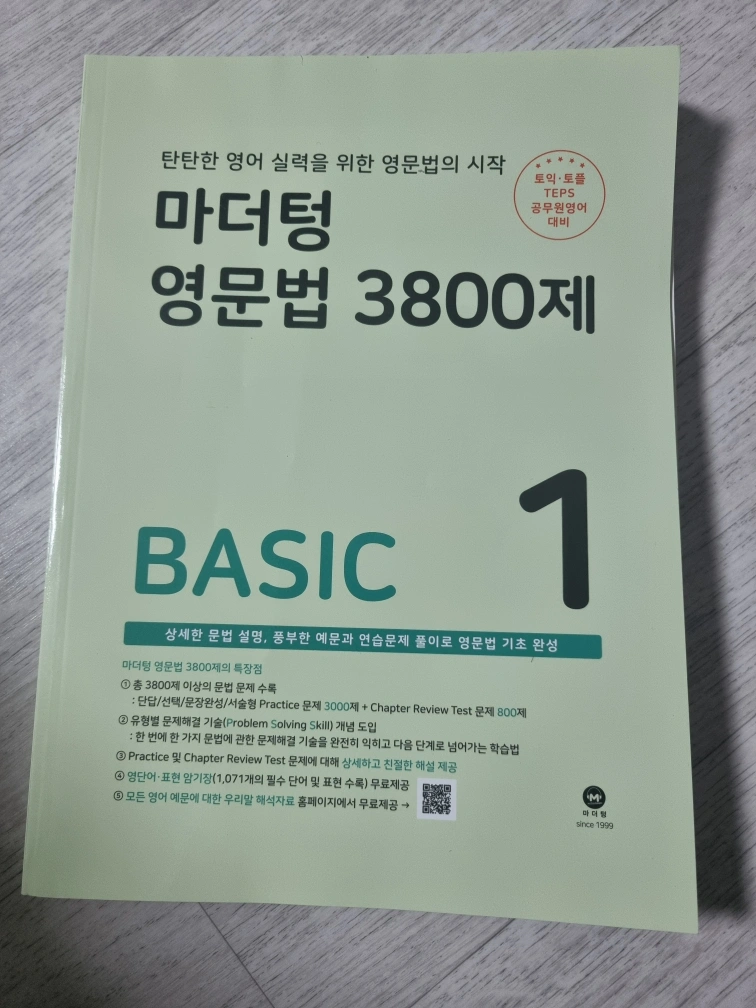 탄탄한 영어 실력을 위한 영문법의 시작
마더텅
영문법 3800제
토익·토플
TEPS
공무원영어
대비
BASIC 1
상세한 문법 설명, 풍부한 예문과 연습문제 풀이로 영문법 기초 완성
마더텅 영문법 3800제의 특장점
① 총 3800제 이상의 문법 문제 수록
: 단답/선택/문장완성/서술형 Practice 문제 3000제 + Chapter Review Test 문제 800제
② 유형별 문제해결 기술(Problem Solving Skill) 개념 도입
: 한 번에 한 가지 문법에 관한 문제해결 기술을 완전히 익히고 다음 단계로 넘어가는 학습법
③ Practice 및 Chapter Review Test 문제에 대해 상세하고 친절한 해설 제공
④ 영단어·표현 암기장(1,071개의 필수 단어 및 표현 수록) 무료제공
⑤ 모든 영어 예문에 대한 우리말 해석자료 홈페이지에서 무료제공 →
M
마더텅
since 1999